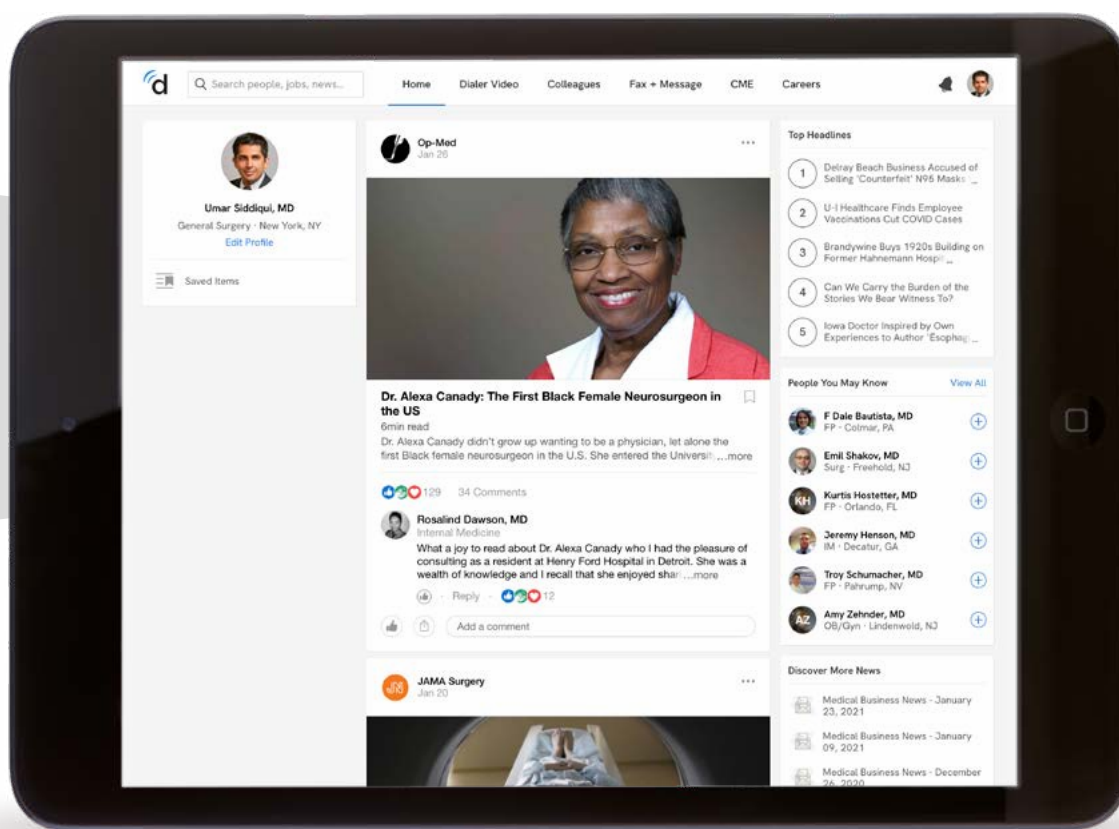 d
Search people, jobs, news...
Home
Dialer Video
Colleagues
Fax + Message
CME
Careers
Umar Siddiqui, MD
General Surgery · New York, NY
Edit Profile
Saved Items
Op-Med
Jan 26
Dr. Alexa Canady: The First Black Female Neurosurgeon in
the US
6min read
Dr. Alexa Canady didn't grow up wanting to be a physician, let alone the
first Black female neurosurgeon in the U.S. She entered the Universit ...more
129
34 Comments
Rosalind Dawson, MD
Internal Medicine
What a joy to read about Dr. Alexa Canady who I had the pleasure of
consulting as a resident at Henry Ford Hospital in Detroit. She was a
wealth of knowledge and I recall that she enjoyed shar ...more
· Reply · 12
Add a comment
JAMA Surgery
Jan 20
Top Headlines
1 Delray Beach Business Accused of
Selling 'Counterfeit' N95 Masks ...
2 U-I Healthcare Finds Employee
Vaccinations Cut COVID Cases
3 Brandywine Buys 1920s Building on
Former Hahnemann Hospi ...
4 Can We Carry the Burden of the
Stories We Bear Witness To?
5 Iowa Doctor Inspired by Own
Experiences to Author 'Esophag ...
People You May Know
View All
F Dale Bautista, MD
FP · Colmar, PA
Emil Shakov, MD
Surg · Freehold, NJ
KH
Kurtis Hostetter, MD
FP · Orlando, FL
Jeremy Henson, MD
IM · Decatur, GA
Troy Schumacher, MD
FP · Pahrump, NV
AZ
Amy Zehnder, MD
OB/Gyn · Lindenwold, NJ
Discover More News
Medical Business News - January
23, 2021
Medical Business News - January
09, 2021
Medical Business News - December
26, 2020